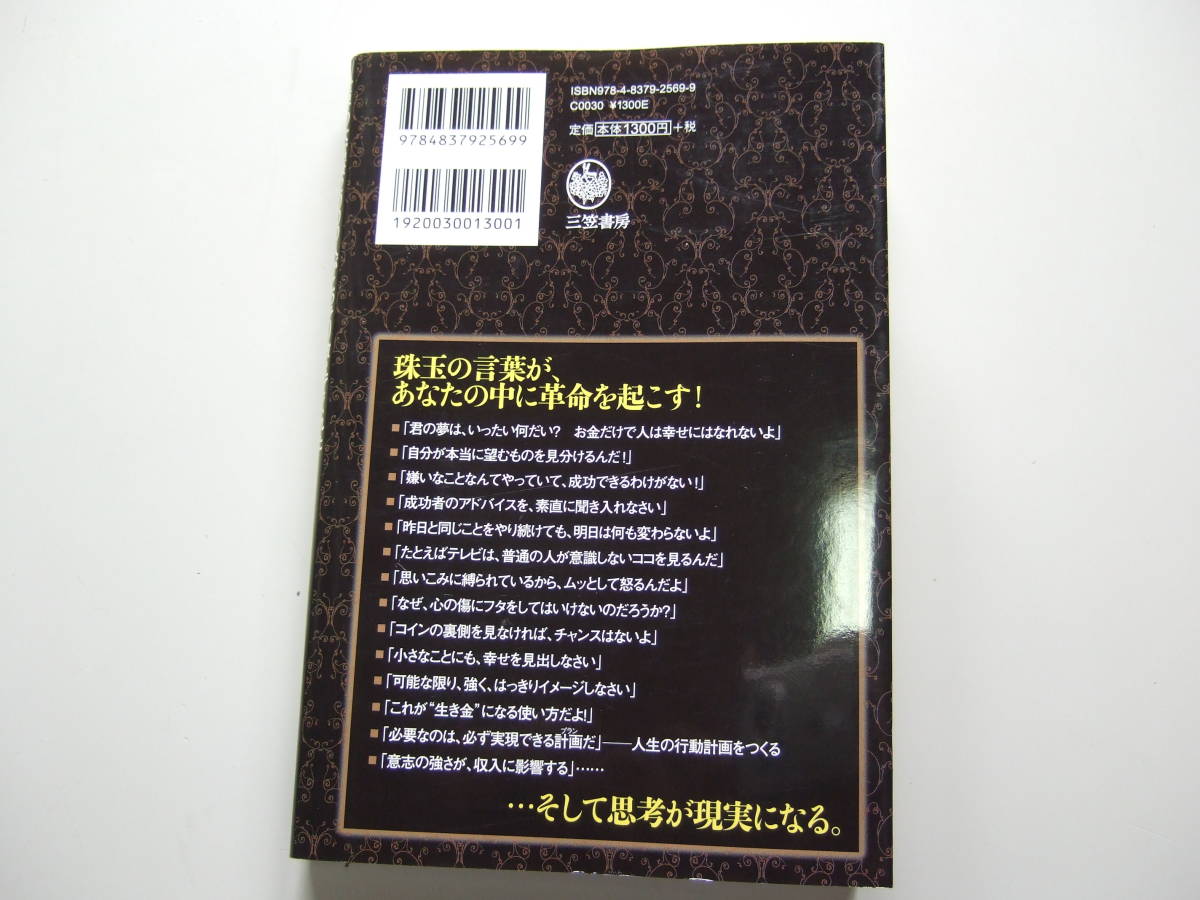 ISBN978-4-8379-2569-9
C0030 ¥1300E
定価 本体1300円 +税
9784837925699
1920030013001
三笠書房
珠玉の言葉が、
あなたの中に革命を起こす!
■「君の夢は、いったい何だい? お金だけで人は幸せにはなれないよ」
■「自分が本当に望むものを見分けるんだ!」
■「嫌いなことなんてやっていて、成功できるわけがない!」
■「成功者のアドバイスを、素直に聞き入れなさい」
■「昨日と同じことをやり続けても、明日は何も変わらないよ」
■「たとえばテレビは、普通の人が意識しないココを見るんだ」
■「思いこみに縛られているから、ムッとして怒るんだよ」
■「なぜ、心の傷にフタをしてはいけないのだろうか?」
■「コインの裏側を見なければ、チャンスはないよ」
■「小さなことにも、幸せを見出しなさい」
■「可能な限り、強く、はっきりイメージしなさい」
■「これが“生き金”になる使い方だよ!」
プラン
■「必要なのは、必ず実現できる計画だ」――人生の行動計画をつくる
■「意志の強さが、収入に影響する」……
…そして思考が現実になる。